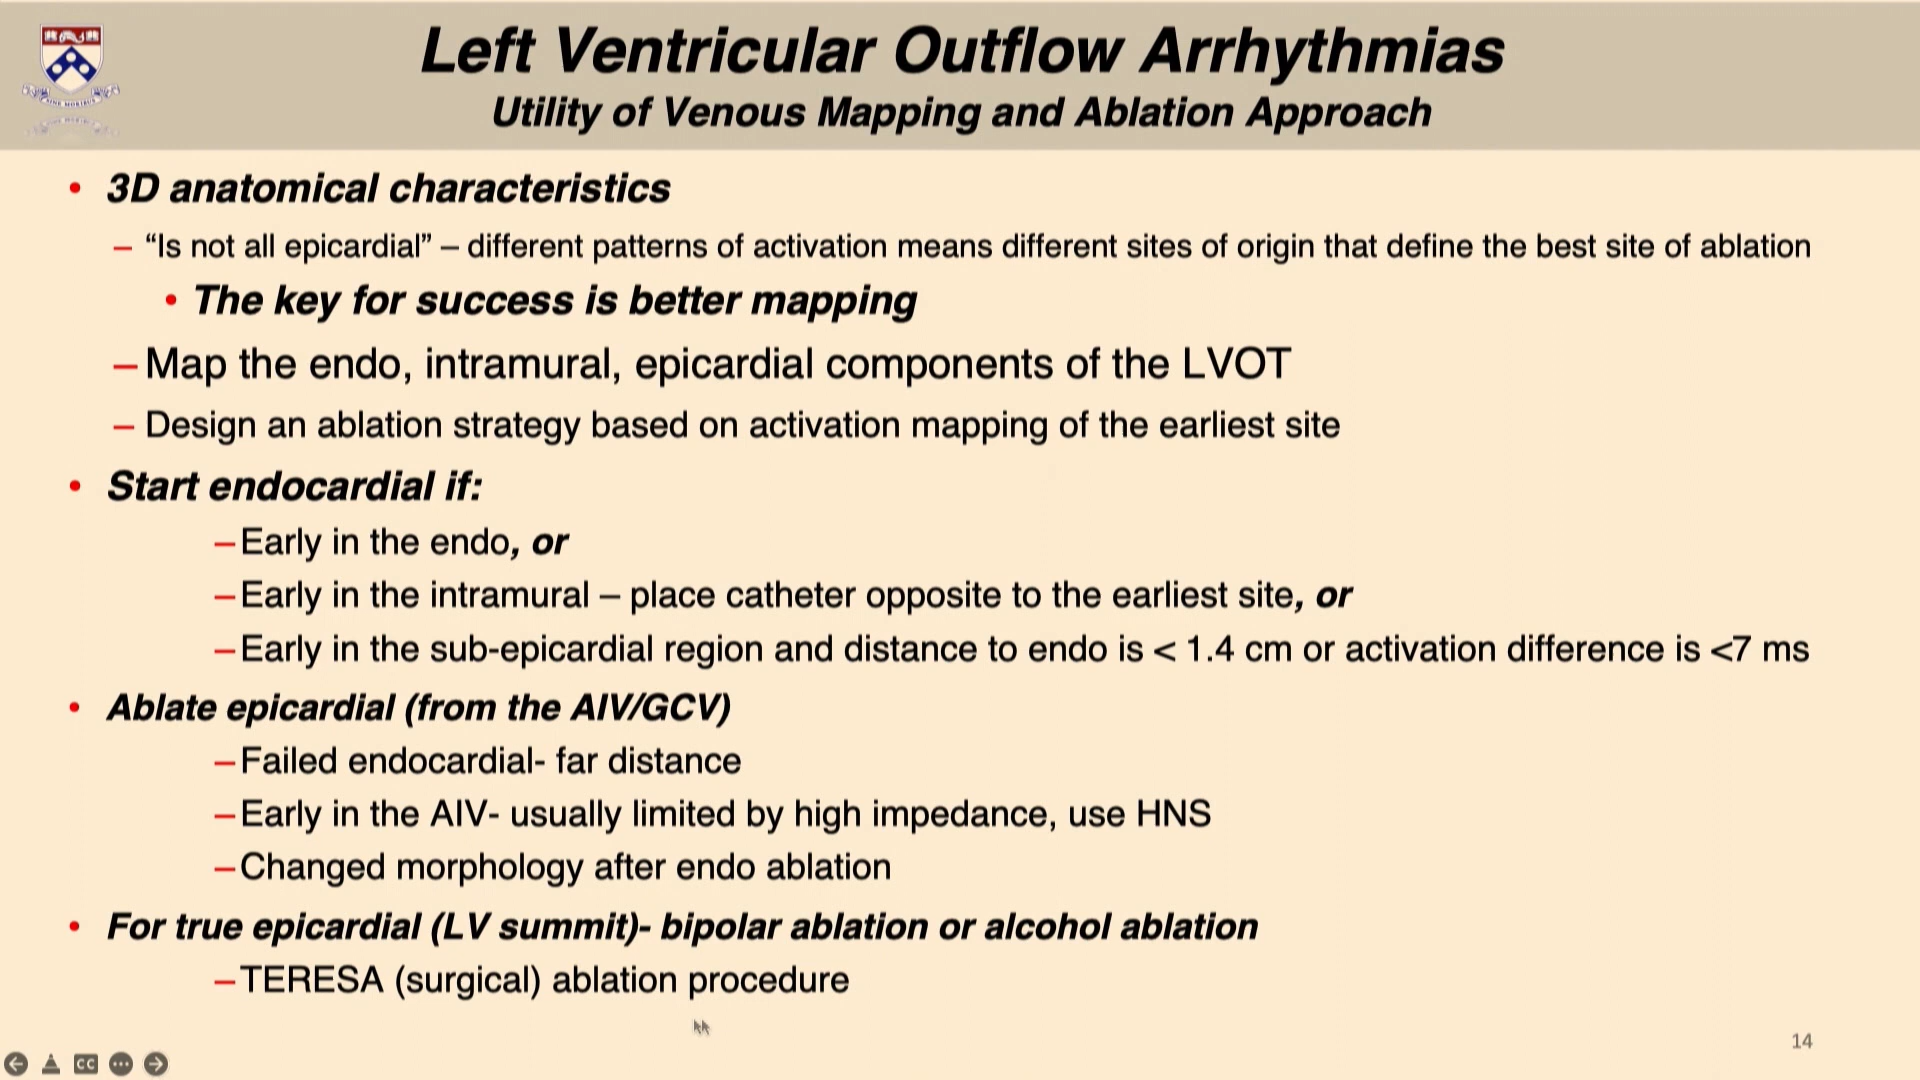 Left Ventricular Outflow Arrhythmias
Utility of Venous Mapping and Ablation Approach
• 3D anatomical characteristics
– “Is not all epicardial” – different patterns of activation means different sites of origin that define the best site of ablation
• The key for success is better mapping
– Map the endo, intramural, epicardial components of the LVOT
– Design an ablation strategy based on activation mapping of the earliest site
• Start endocardial if:
– Early in the endo, or
– Early in the intramural – place catheter opposite to the earliest site, or
– Early in the sub-epicardial region and distance to endo is < 1.4 cm or activation difference is <7 ms
• Ablate epicardial (from the AIV/GCV)
– Failed endocardial- far distance
– Early in the AIV- usually limited by high impedance, use HNS
– Changed morphology after endo ablation
• For true epicardial (LV summit)- bipolar ablation or alcohol ablation
– TERESA (surgical) ablation procedure
14
CC